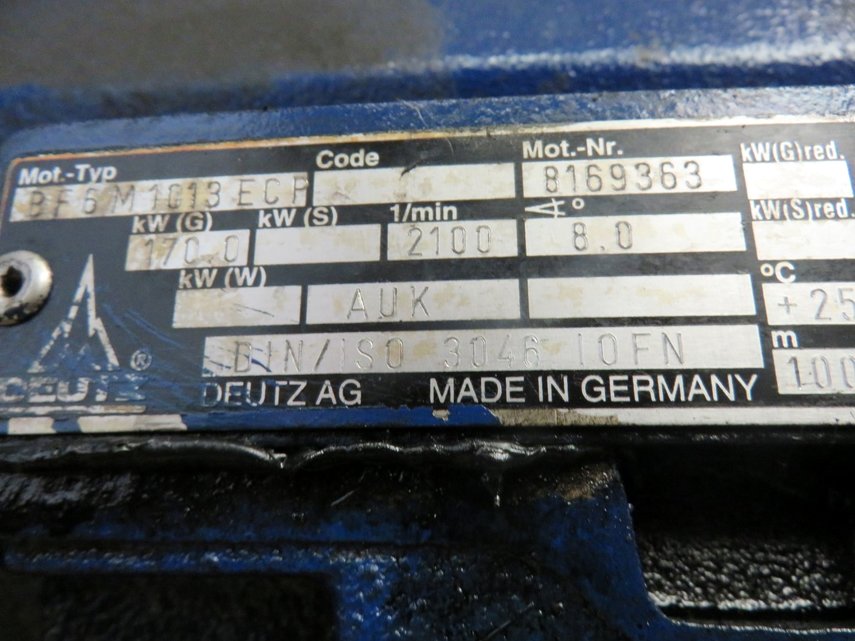 Mot.-Typ Code Mot.-Nr. kW(G)red.
BF6M1013ECP 8169363
kW (G) kW (S) 1/min ∢° kW(S)red.
170.0 2100 8.0
kW (W) °C
AUK +25
DIN/ISO 3046 IOFN m
100
DEUTZ
®
DEUTZ AG MADE IN GERMANY